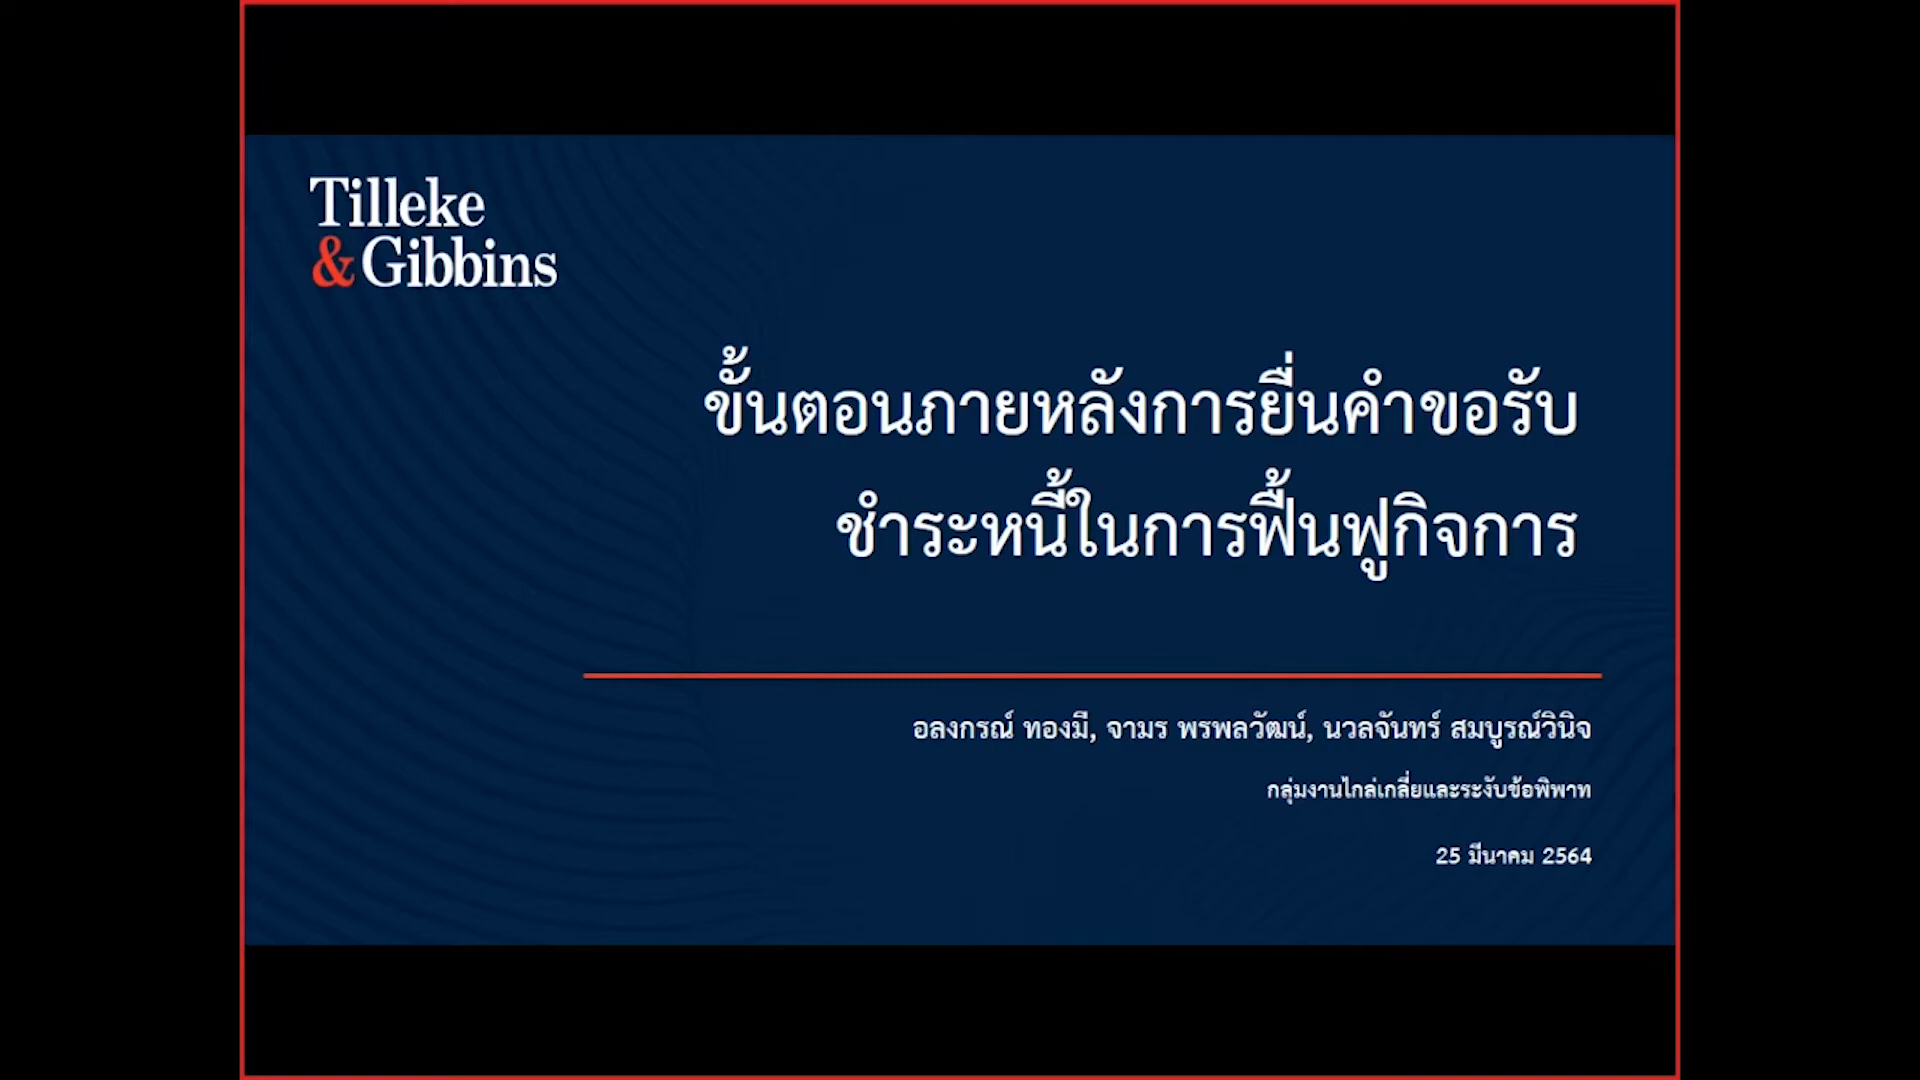 Tilleke
& Gibbins
ขั้นตอนภายหลังการยื่นคำขอรับ
ชำระหนี้ในการฟื้นฟูกิจการ
อลงกรณ์ ทองมี, จามร พรพลวัฒน์, นวลจันทร์ สมบูรณ์วินิจ
กลุ่มงานไกล่เกลี่ยและระงับข้อพิพาท
25 มีนาคม 2564